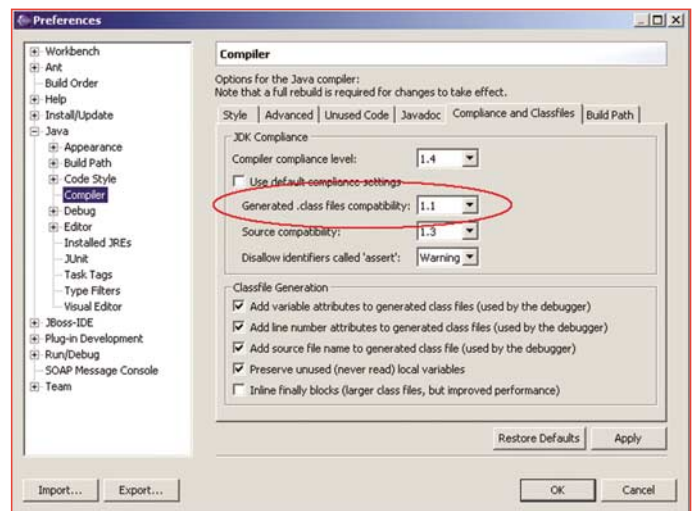 Preferences
Workbench
Ant
Build Order
Help
Install/Update
Java
Appearance
Build Path
Code Style
Compiler
Debug
Editor
Installed JREs
JUnit
Task Tags
Type Filters
Visual Editor
JBoss-IDE
Plug-in Development
Run/Debug
SOAP Message Console
Team
Compiler
Options for the Java compiler:
Note that a full rebuild is required for changes to take effect.
Style Advanced Unused Code Javadoc Compliance and Classfiles Build Path
JDK Compliance
Compiler compliance level: 1.4
Use default compliance settings
Generated .class files compatibility: 1.1
Source compatibility: 1.3
Disallow identifiers called 'assert': Warning
Classfile Generation
Add variable attributes to generated class files (used by the debugger)
Add line number attributes to generated class files (used by the debugger)
Add source file name to generated class file (used by the debugger)
Preserve unused (never read) local variables
Inline finally blocks (larger class files, but improved performance)
Restore Defaults Apply
Import... Export... OK Cancel